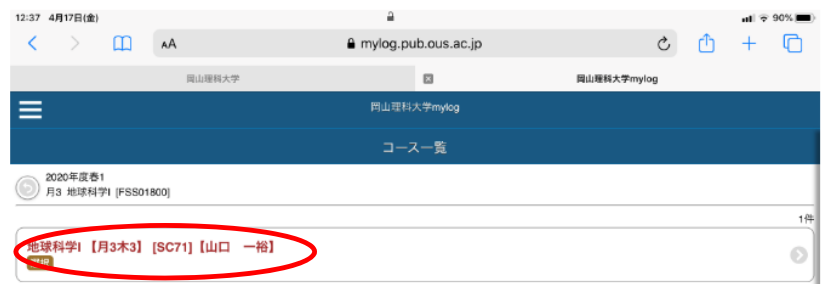 12:37 4月17日(金)
90%
AA
mylog.pub.ous.ac.jp
岡山理科大学
岡山理科大学mylog
岡山理科大学mylog
コース一覧
2020年度春1
月3 地球科学I [FSS01800]
1件
地球科学I 【月3木3】 [SC71]【山口 一裕】